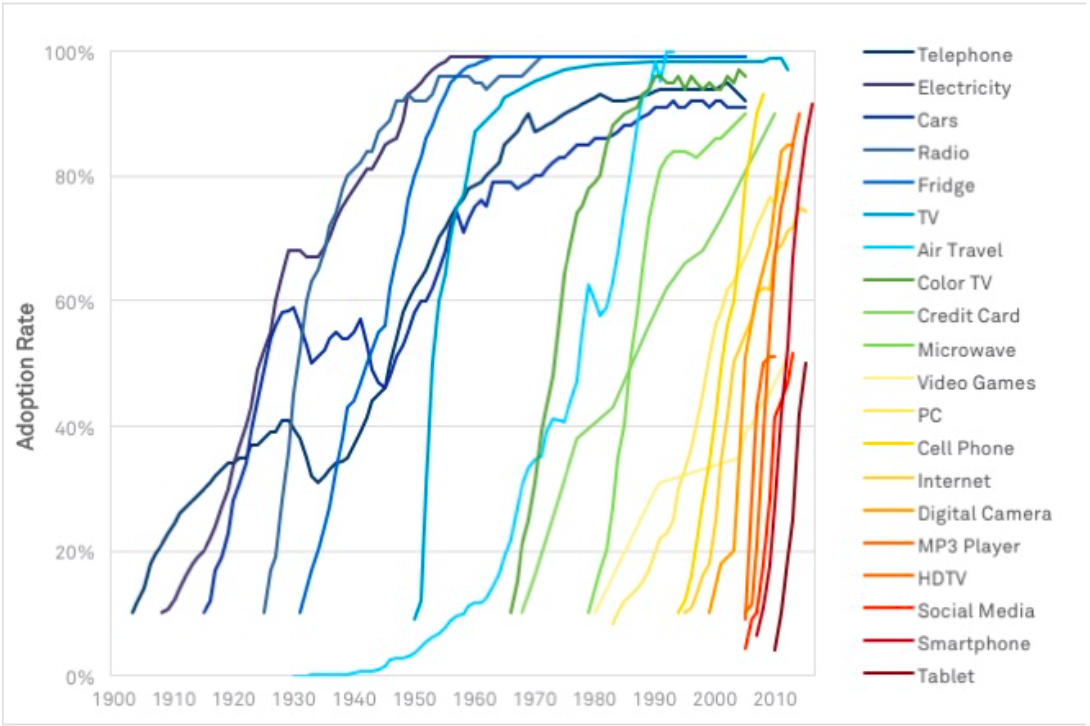 100%
80%
60%
40%
20%
0%
Adoption Rate
1900 1910 1920 1930 1940 1950 1960 1970 1980 1990 2000 2010
Telephone
Electricity
Cars
Radio
Fridge
TV
Air Travel
Color TV
Credit Card
Microwave
Video Games
PC
Cell Phone
Internet
Digital Camera
MP3 Player
HDTV
Social Media
Smartphone
Tablet